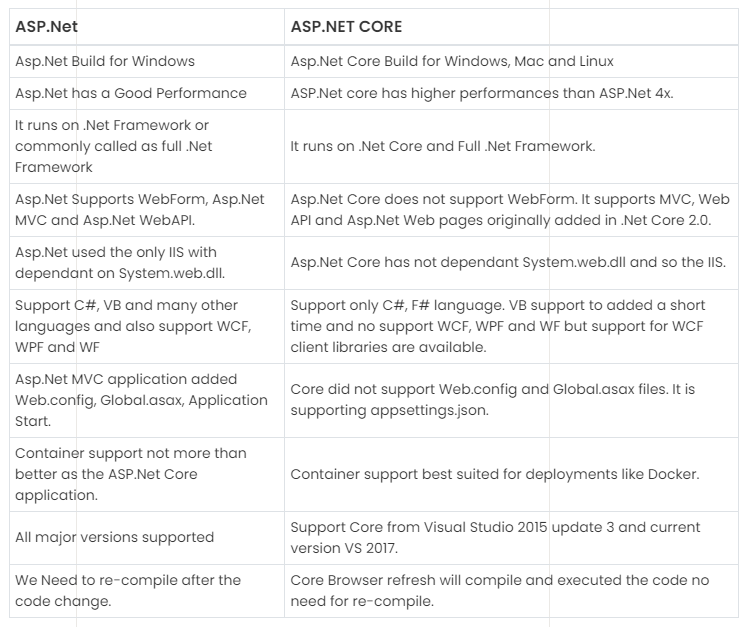 ASP.Net
ASP.NET CORE
Asp.Net Build for Windows
Asp.Net Core Build for Windows, Mac and Linux
Asp.Net has a Good Performance
ASP.Net core has higher performances than ASP.Net 4x.
It runs on .Net Framework or
commonly called as full .Net
Framework
It runs on .Net Core and Full .Net Framework.
Asp.Net Supports WebForm, Asp.Net
MVC and Asp.Net WebAPI.
Asp.Net Core does not support WebForm. It supports MVC, Web
API and Asp.Net Web pages originally added in .Net Core 2.0.
Asp.Net used the only IIS with
dependant on System.web.dll.
Asp.Net Core has not dependant System.web.dll and so the IIS.
Support C#, VB and many other
languages and also support WCF,
WPF and WF
Support only C#, F# language. VB support to added a short
time and no support WCF, WPF and WF but support for WCF
client libraries are available.
Asp.Net MVC application added
Web.config, Global.asax, Application
Start.
Core did not support Web.config and Global.asax files. It is
supporting appsettings.json.
Container support not more than
better as the ASP.Net Core
application.
Container support best suited for deployments like Docker.
All major versions supported
Support Core from Visual Studio 2015 update 3 and current
version VS 2017.
We Need to re-compile after the
code change.
Core Browser refresh will compile and executed the code no
need for re-compile.